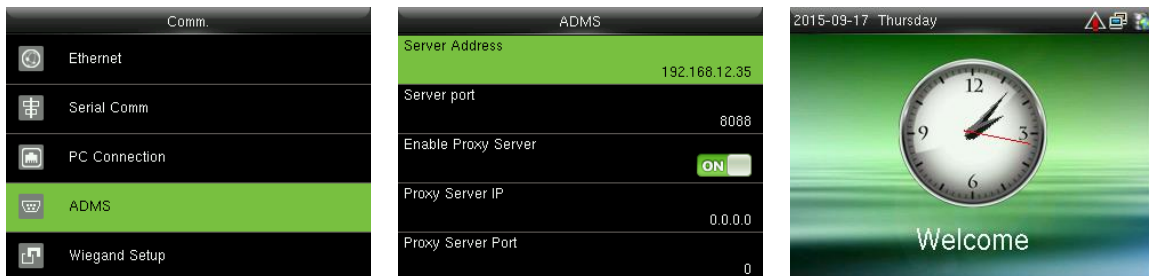 Comm.
Ethernet
Serial Comm
PC Connection
ADMS
Wiegand Setup
ADMS
Server Address
192.168.12.35
Server port
8088
Enable Proxy Server
ON
Proxy Server IP
0.0.0.0
Proxy Server Port
0
2015-09-17 Thursday
12
9
3
6
Welcome